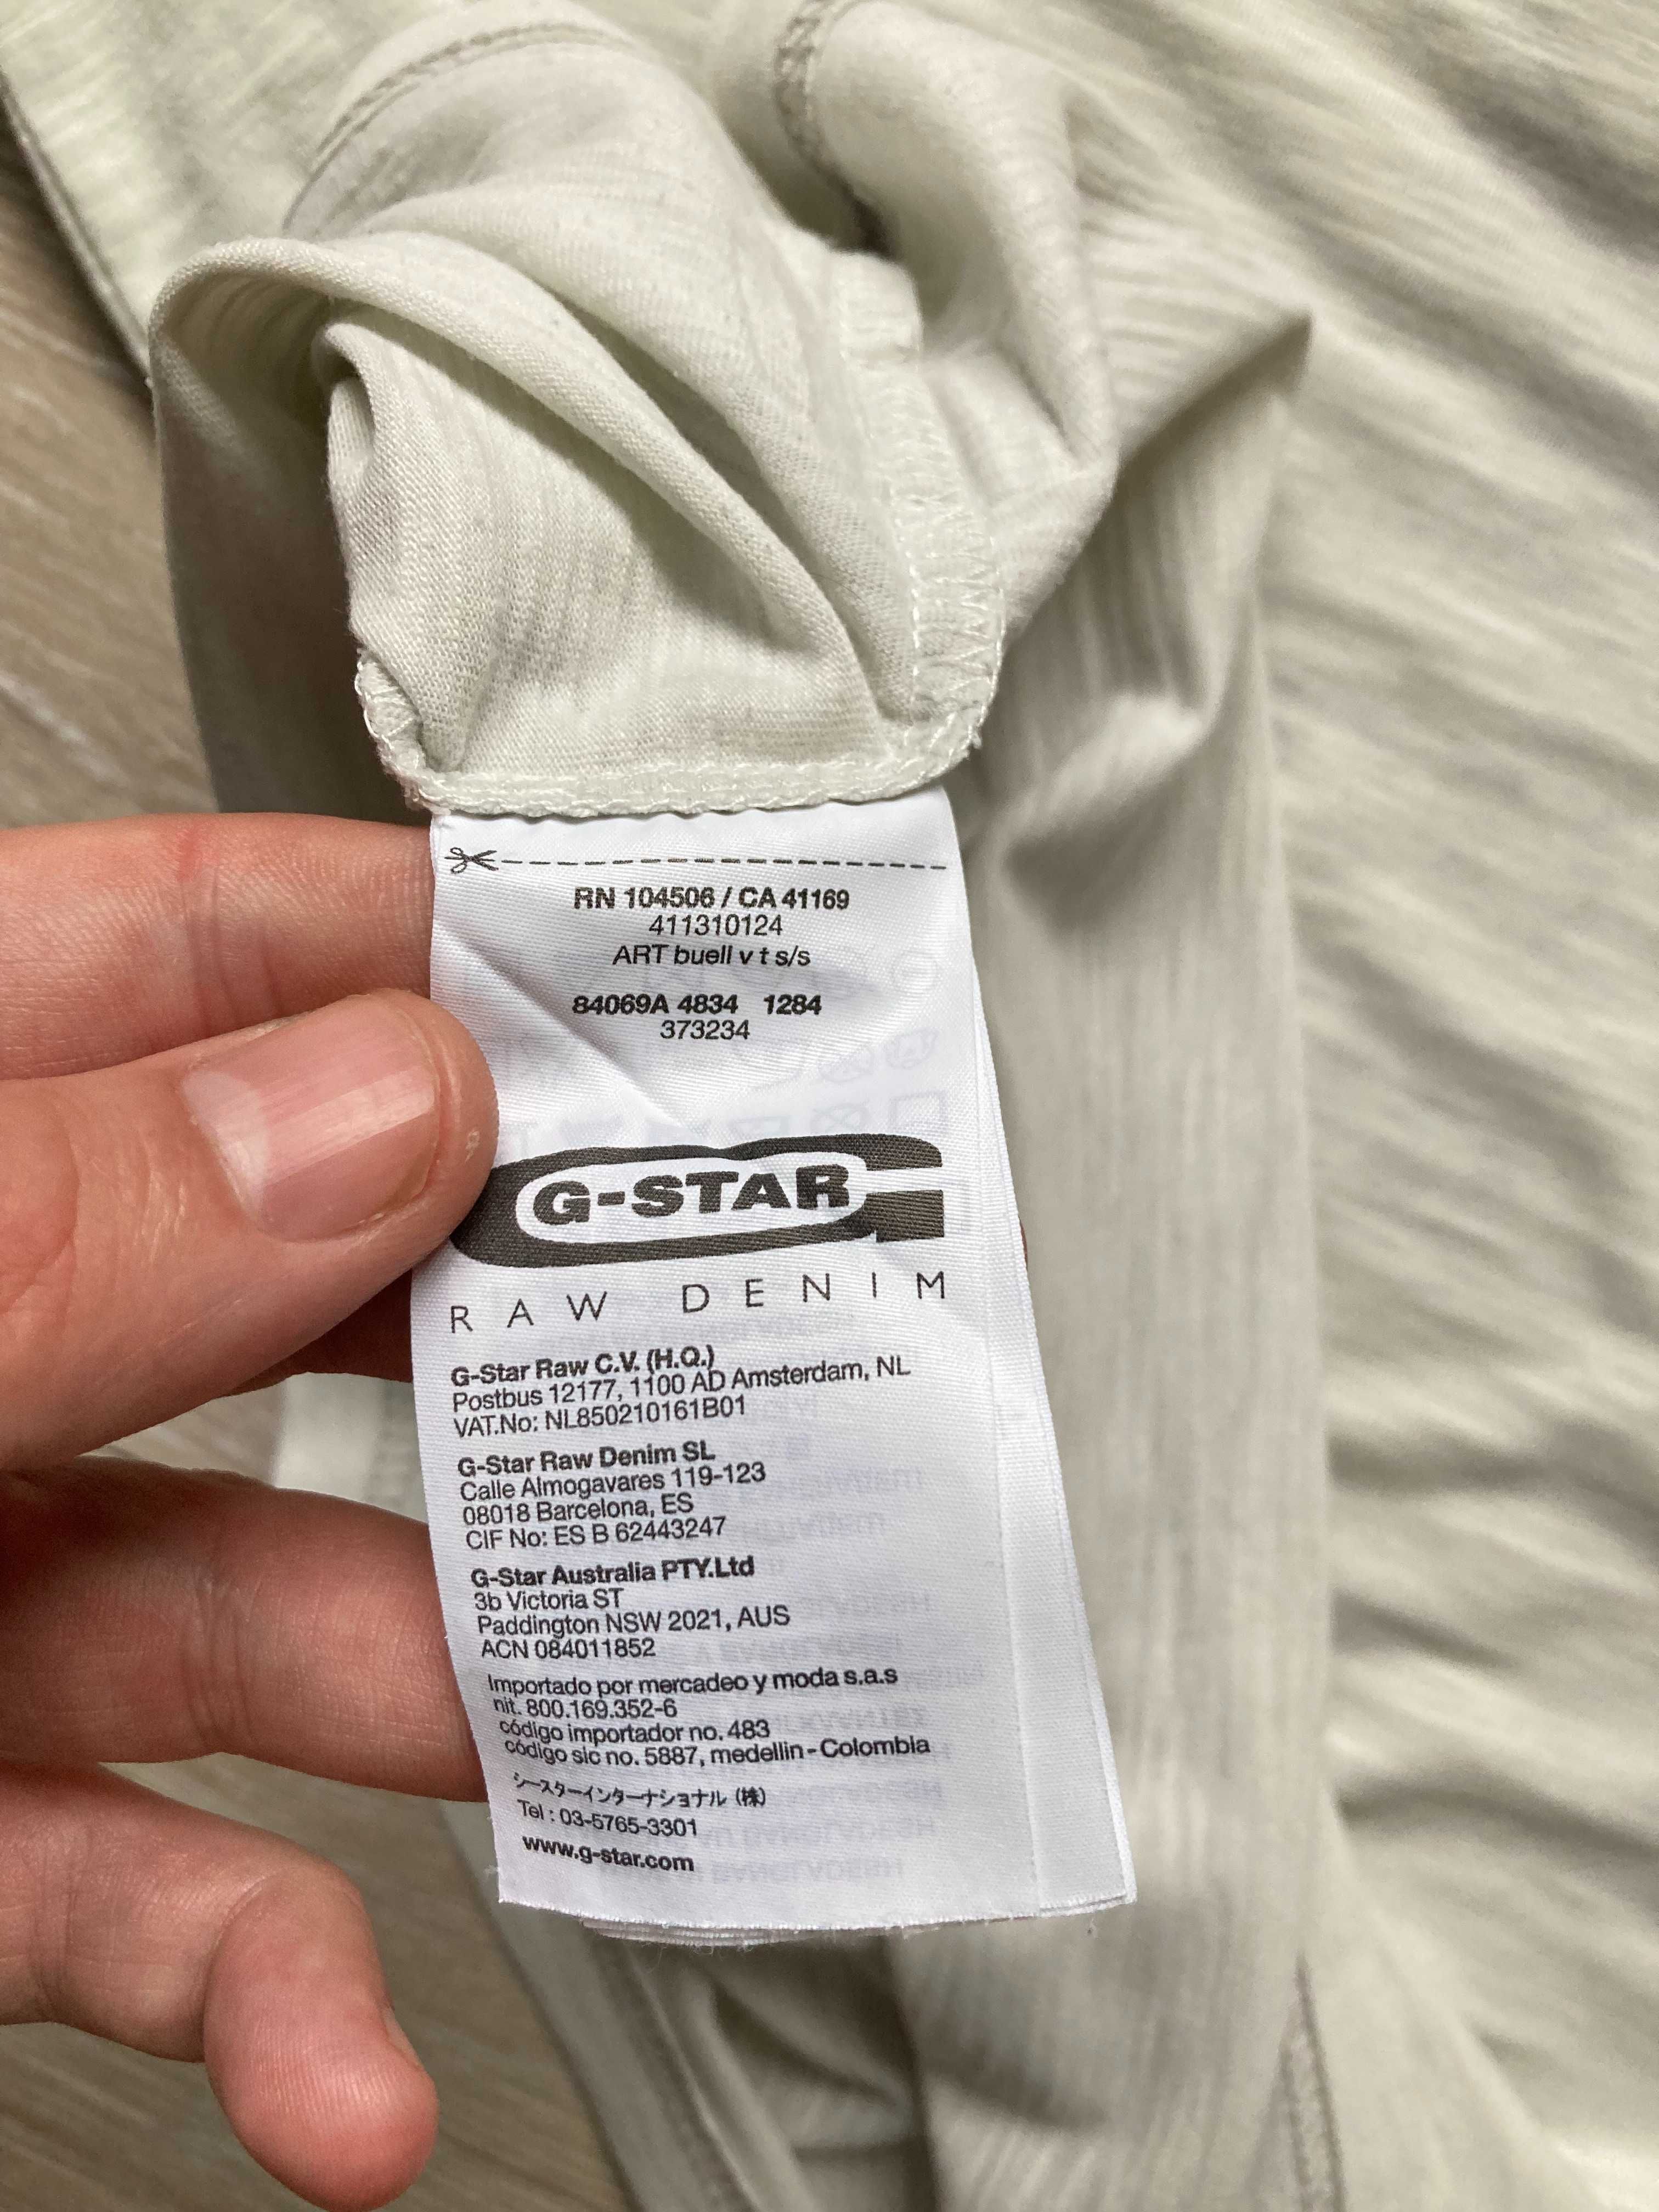 RN 104506 / CA 41169
411310124
ART buell v t s/s
84069A 4834 1284
373234
G-STAR
RAW DENIM
G-Star Raw C.V. (H.Q.)
Postbus 12177, 1100 AD Amsterdam, NL
VAT.No: NL850210161B01
G-Star Raw Denim SL
Calle Almogavares 119-123
08018 Barcelona, ES
CIF No: ES B 62443247
G-Star Australia PTY.Ltd
3b Victoria ST
Paddington NSW 2021, AUS
ACN 084011852
Importado por mercadeo y moda s.a.s
nit. 800.169.352-6
código importador no. 483
código sic no. 5887, medellin - Colombia
ジースターインターナショナル (株)
Tel : 03-5765-3301
www.g-star.com